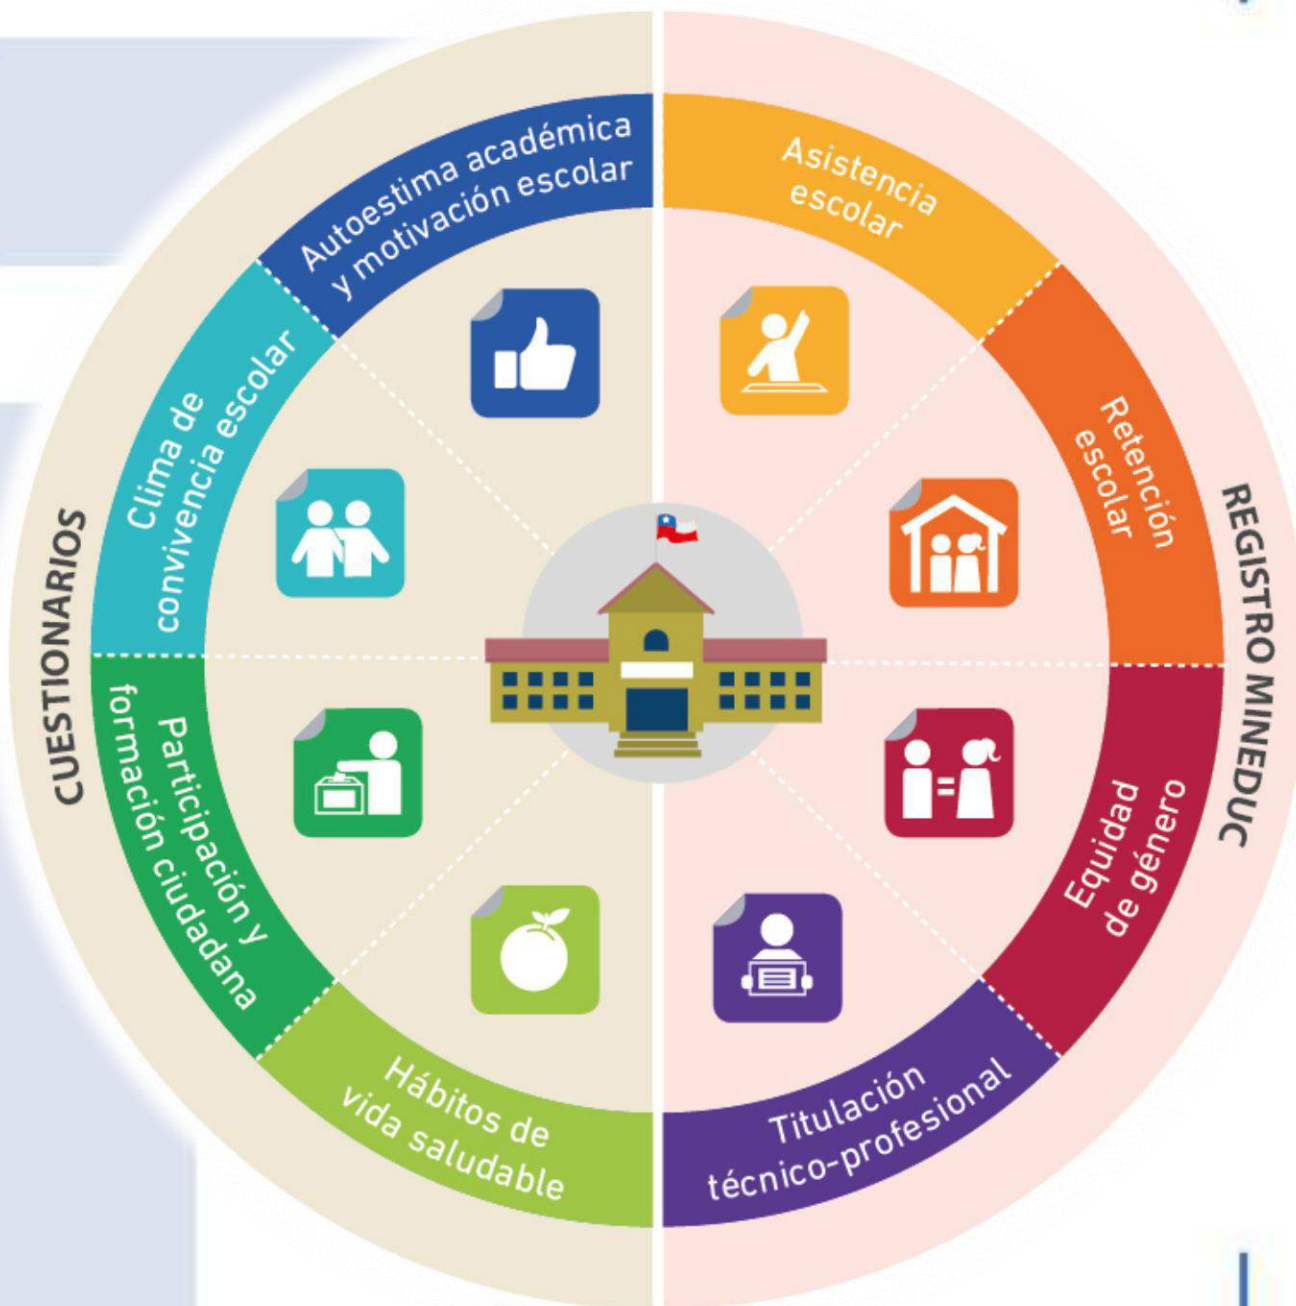 Autoestima académica
y motivación escolar
Asistencia
escolar
Clima de
convivencia escolar
Retención
escolar
CUESTIONARIOS
REGISTRO MINEDUC
Participación y
formación ciudadana
Equidad
de género
Hábitos de
vida saludable
Titulación
técnico-profesional